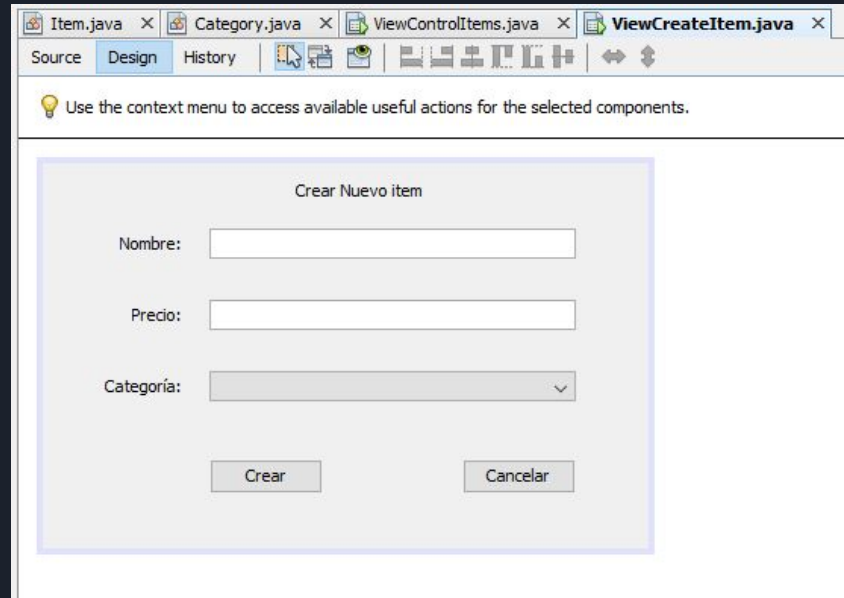 Item.java Category.java ViewControlItems.java ViewCreateItem.java
Source Design History
Use the context menu to access available useful actions for the selected components.
Crear Nuevo item
Nombre:
Precio:
Categoría:
Crear Cancelar